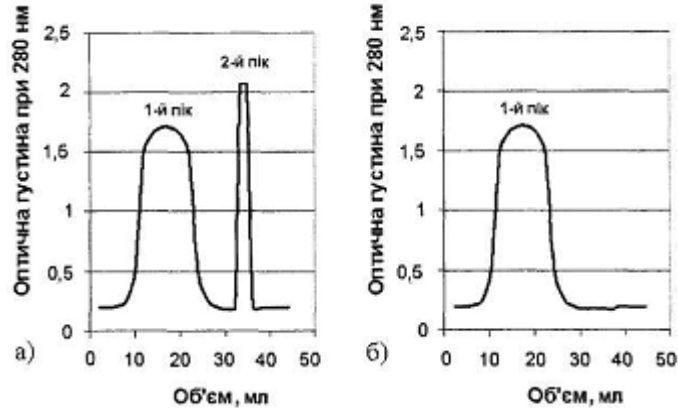 Оптична густина при 280 нм
2,5
2
1,5
1
0,5
0
1-й пік
2-й пік
0 10 20 30 40 50
Об'єм, мл
а)
Оптична густина при 280 нм
2,5
2
1,5
1
0,5
0
1-й пік
0 10 20 30 40 50
Об'єм, мл
б)